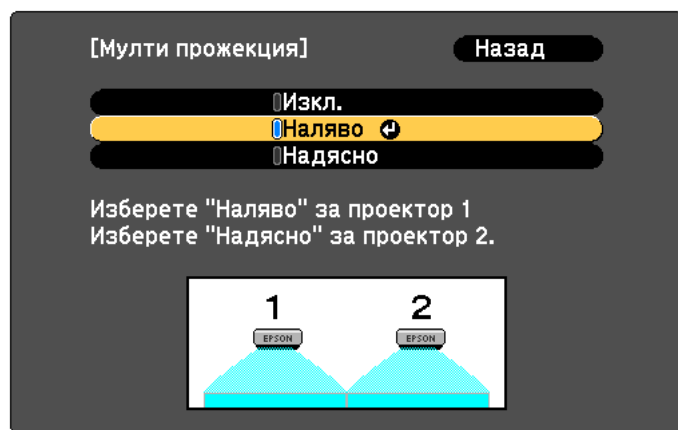 [Мулти прожекция] Назад
Изкл.
Наляво
Надясно
Изберете "Наляво" за проектор 1
Изберете "Надясно" за проектор 2.
1 2
EPSON EPSON